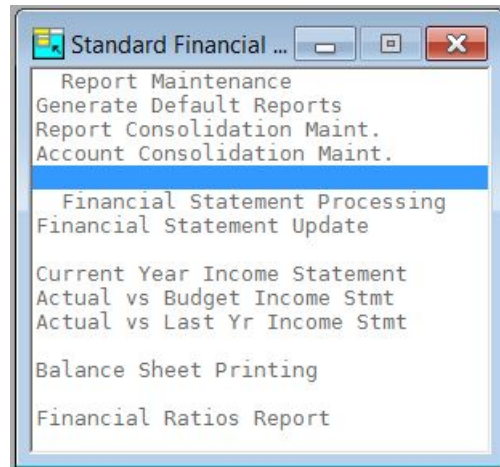 Standard Financial ...
Report Maintenance
Generate Default Reports
Report Consolidation Maint.
Account Consolidation Maint.
Financial Statement Processing
Financial Statement Update
Current Year Income Statement
Actual vs Budget Income Stmt
Actual vs Last Yr Income Stmt
Balance Sheet Printing
Financial Ratios Report